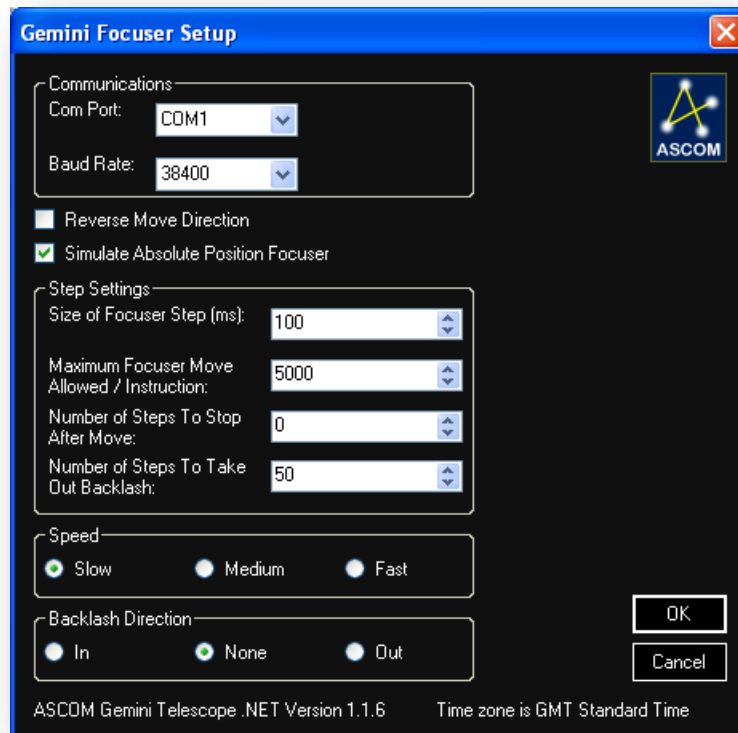 Gemini Focuser Setup
Communications
Com Port:
COM1
ASCOM
Baud Rate:
38400
Reverse Move Direction
Simulate Absolute Position Focuser
Step Settings
Size of Focuser Step (ms):
100
Maximum Focuser Move
Allowed / Instruction:
5000
Number of Steps To Stop
After Move:
0
Number of Steps To Take
Out Backlash:
50
Speed
Slow Medium Fast
Backlash Direction
In None Out
OK
Cancel
ASCOM Gemini Telescope .NET Version 1.1.6 Time zone is GMT Standard Time